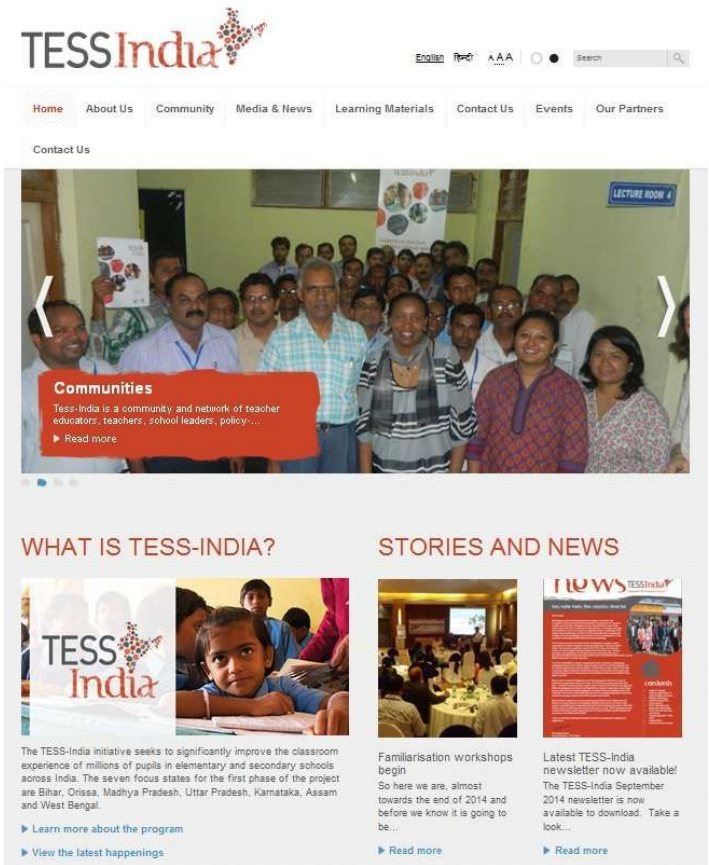 TESSIndia
English हिन्दी A A A Search
Home About Us Community Media & News Learning Materials Contact Us Events Our Partners
Contact Us
TESS India
LECTURE ROOM 4
TESS
India
Communities
Tess-India is a community and network of teacher
educators, teachers, school leaders, policy-...
Read more
WHAT IS TESS-INDIA?
TESS
India
The TESS-India initiative seeks to significantly improve the classroom
experience of millions of pupils in elementary and secondary schools
across India. The seven focus states for the first phase of the project
are Bihar, Orissa, Madhya Pradesh, Uttar Pradesh, Karnataka, Assam
and West Bengal.
Learn more about the program
View the latest happenings
STORIES AND NEWS
Familiarisation workshops
begin
So here we are, almost
towards the end of 2014 and
before we know it is going to
be...
Read more
news TESSIndia
contents
Latest TESS-India
newsletter now available!
The TESS-India September
2014 newsletter is now
available to download. Take a
look...
Read more